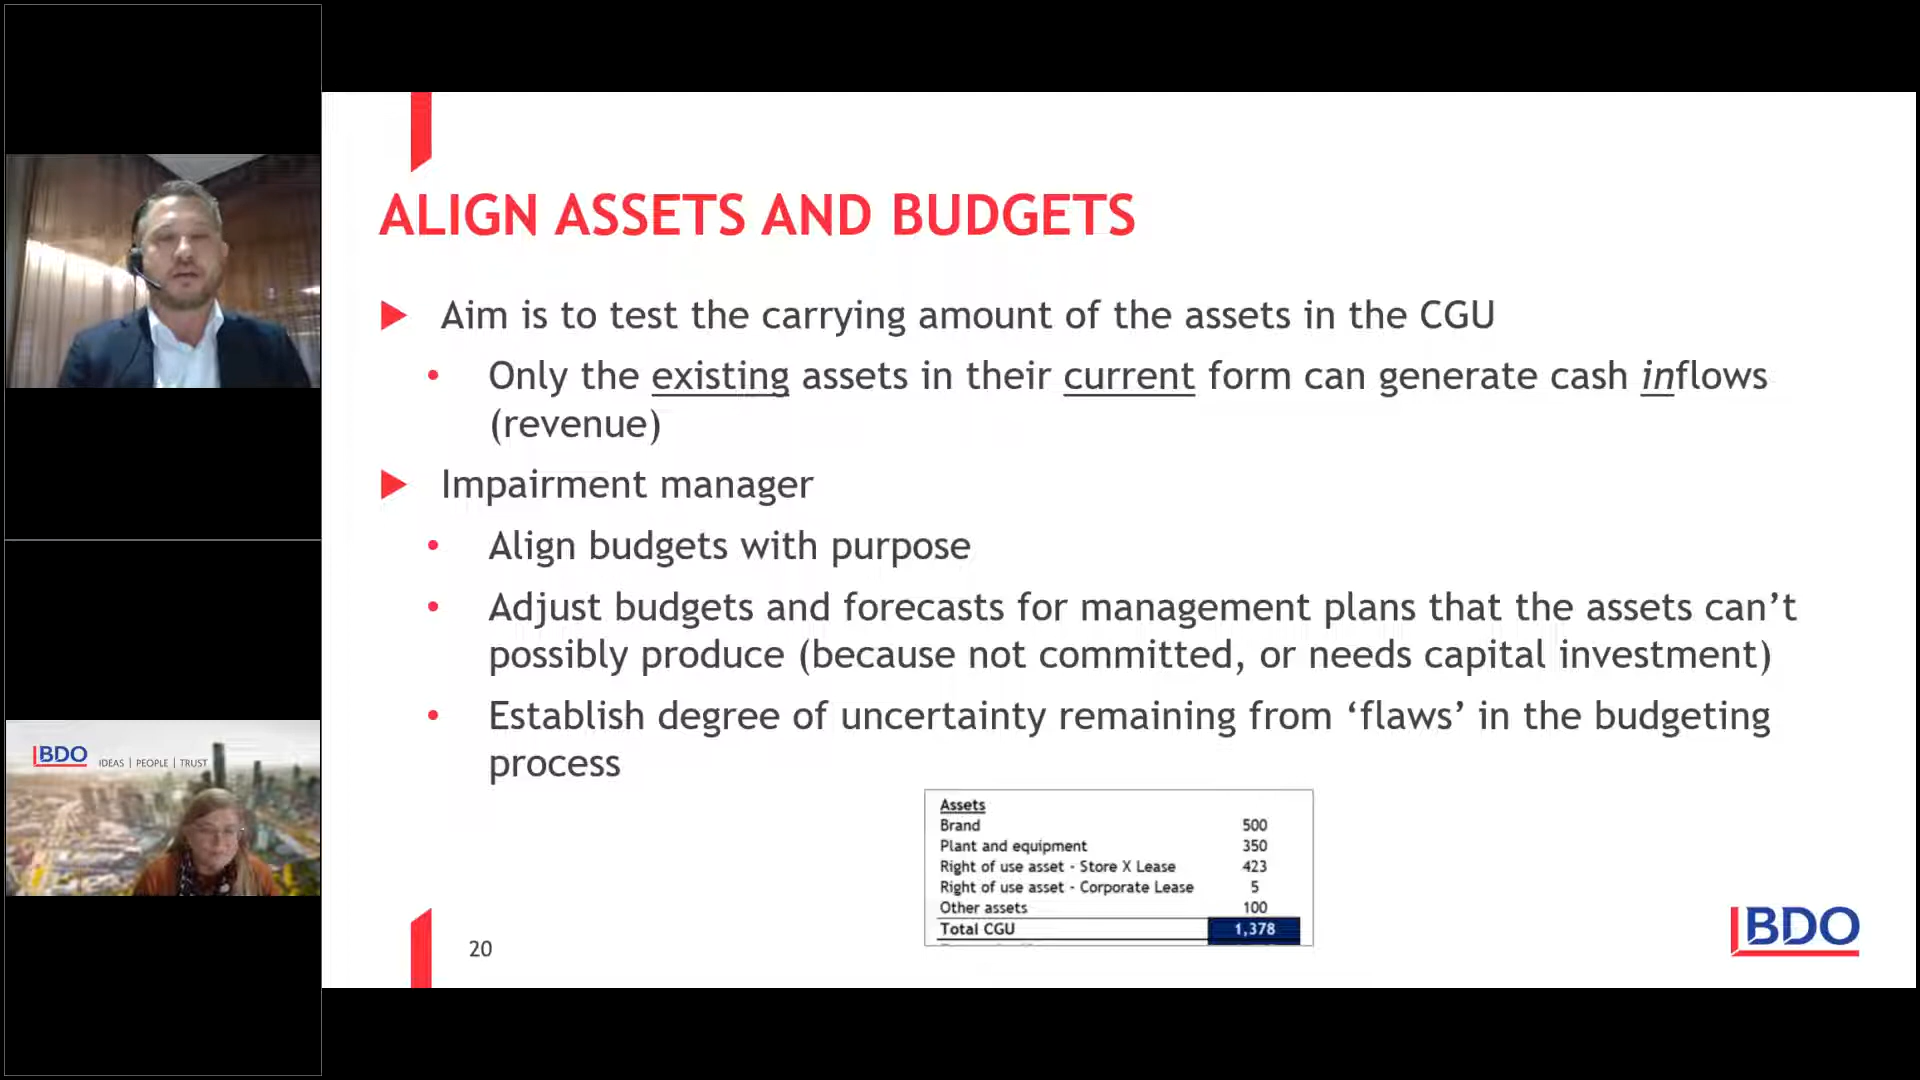 ALIGN ASSETS AND BUDGETS
Aim is to test the carrying amount of the assets in the CGU
• Only the existing assets in their current form can generate cash inflows
(revenue)
Impairment manager
• Align budgets with purpose
• Adjust budgets and forecasts for management plans that the assets can’t
possibly produce (because not committed, or needs capital investment)
• Establish degree of uncertainty remaining from ‘flaws’ in the budgeting
process
Assets
Brand 500
Plant and equipment 350
Right of use asset - Store X Lease 423
Right of use asset - Corporate Lease 5
Other assets 100
Total CGU 1,378
20
BDO
BDO IDEAS | PEOPLE | TRUST